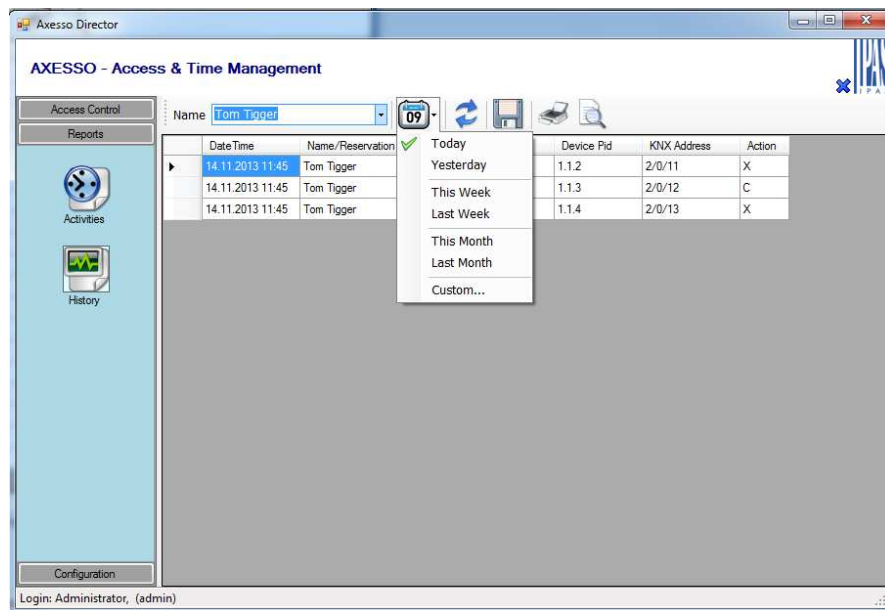 Axesso Director
AXESSO - Access & Time Management
IPAS
Access Control
Reports
Activities
History
Configuration
Name Tom Tigger 09
DateTime Name/Reservation Device Pid KNX Address Action
14.11.2013 11:45 Tom Tigger 1.1.2 2/0/11 X
14.11.2013 11:45 Tom Tigger 1.1.3 2/0/12 C
14.11.2013 11:45 Tom Tigger 1.1.4 2/0/13 X
Today
Yesterday
This Week
Last Week
This Month
Last Month
Custom...
Login: Administrator, (admin)